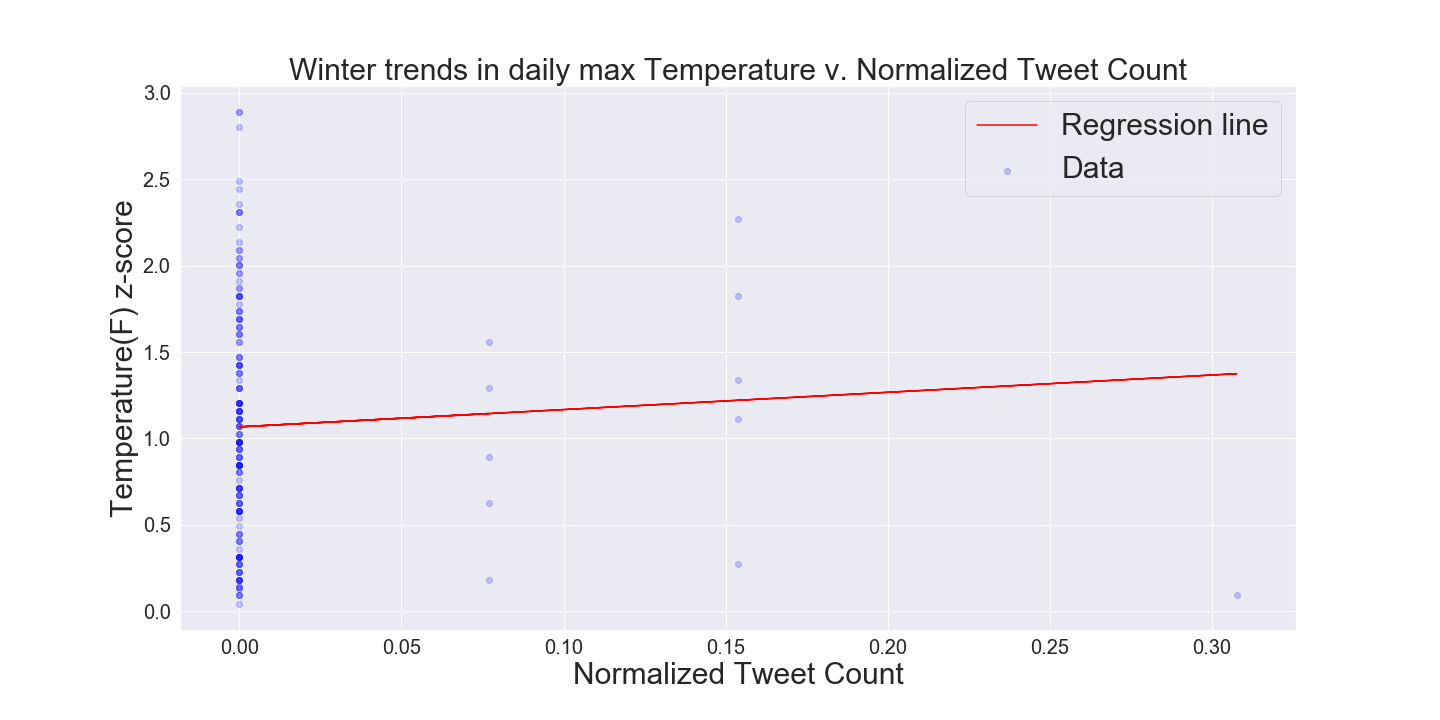 Winter trends in daily max Temperature v. Normalized Tweet Count
Regression line
Data
Temperature(F) z-score
3.0
2.5
2.0
1.5
1.0
0.5
0.0
0.00 0.05 0.10 0.15 0.20 0.25 0.30
Normalized Tweet Count